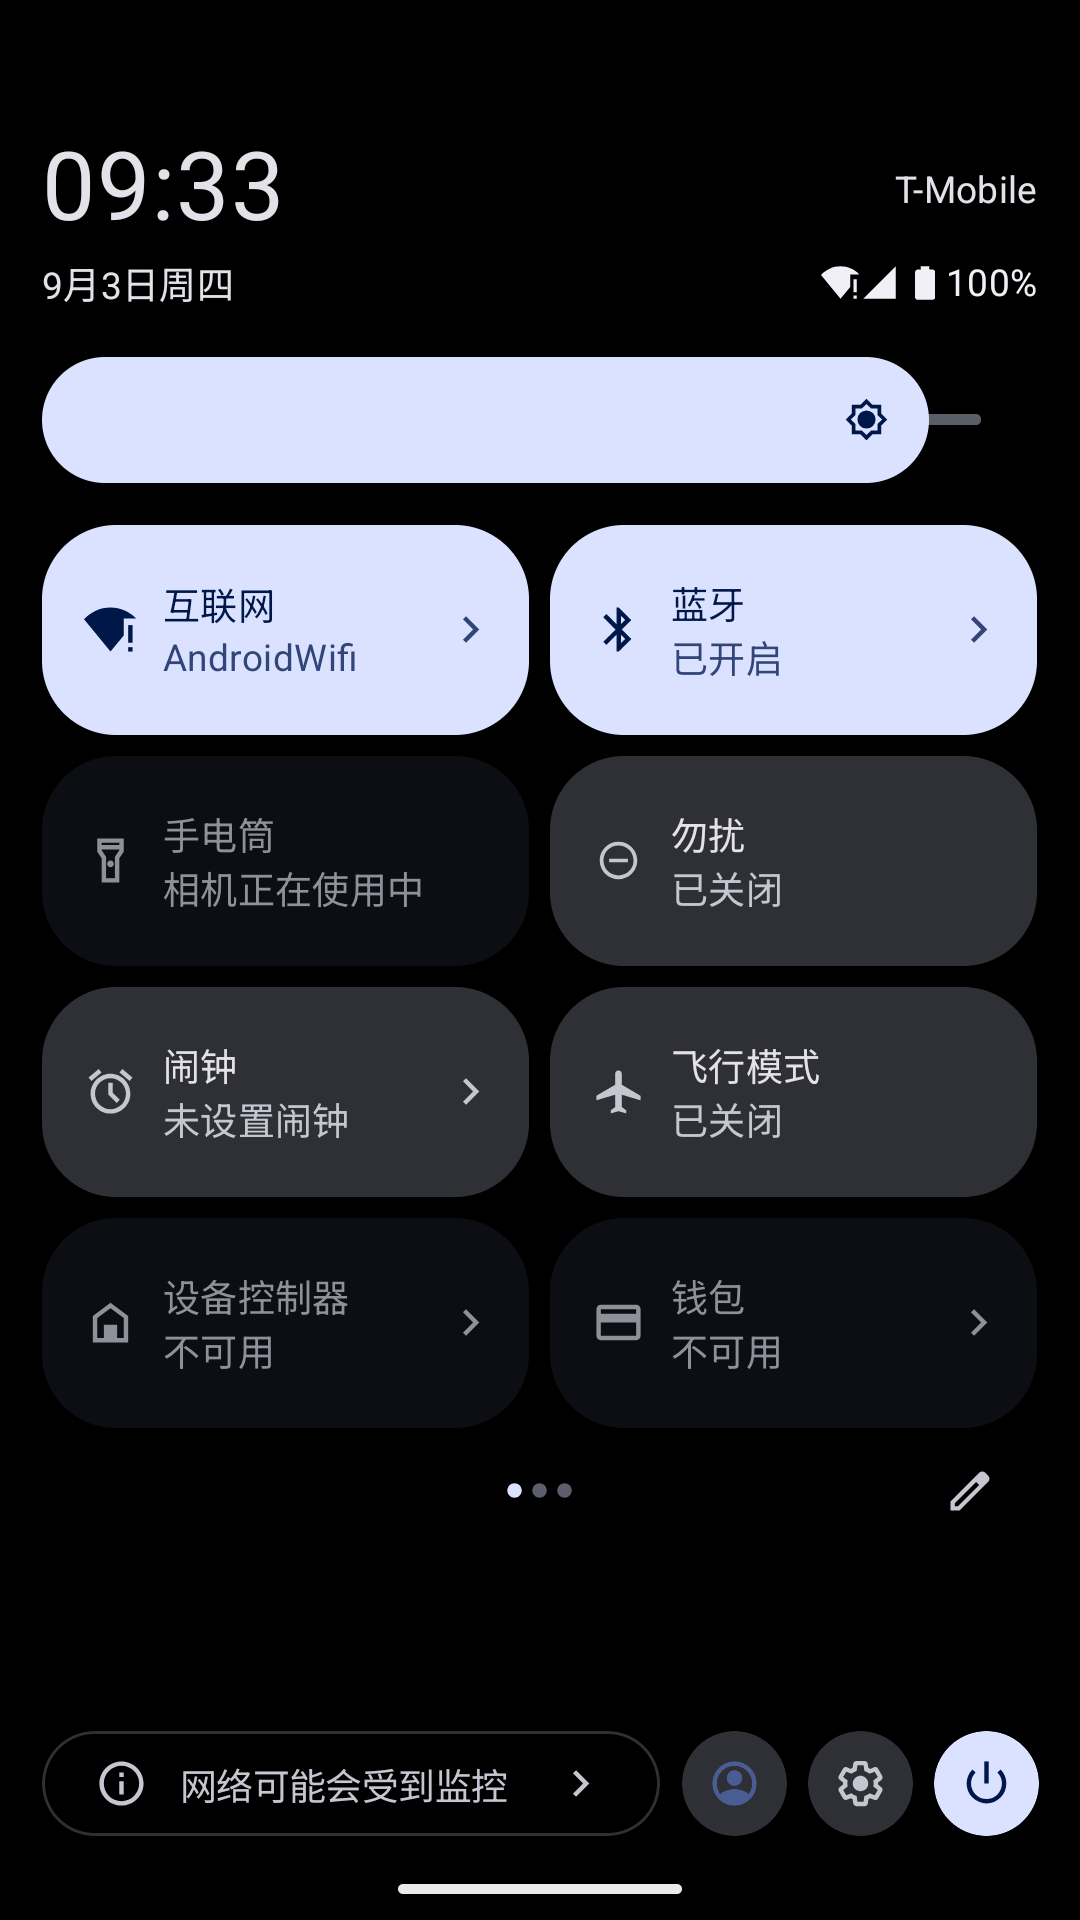 09:33
T-Mobile
9月3日周四
100%
互联网
AndroidWifi
蓝牙
已开启
手电筒
相机正在使用中
勿扰
已关闭
闹钟
未设置闹钟
飞行模式
已关闭
设备控制器
不可用
钱包
不可用
网络可能会受到监控